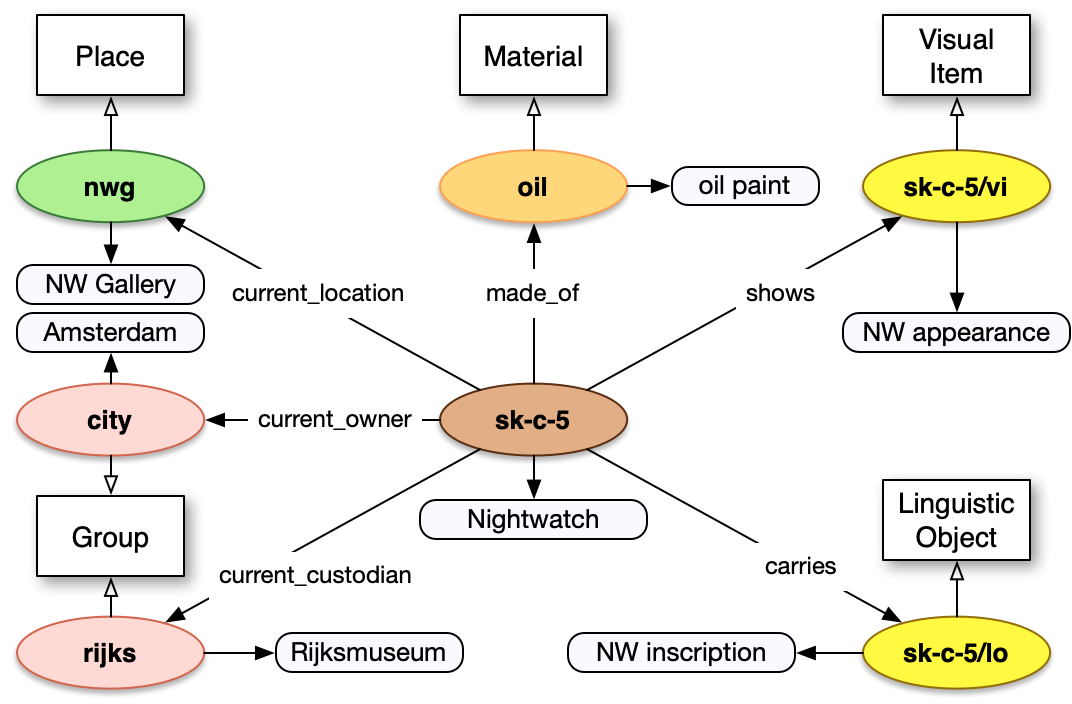 Place
Material
Visual
Item
nwg
oil
oil paint
sk-c-5/vi
NW Gallery
current_location
made_of
shows
Amsterdam
NW appearance
city
current_owner
sk-c-5
Nightwatch
Group
Linguistic
Object
current_custodian
carries
rijks
Rijksmuseum
NW inscription
sk-c-5/lo